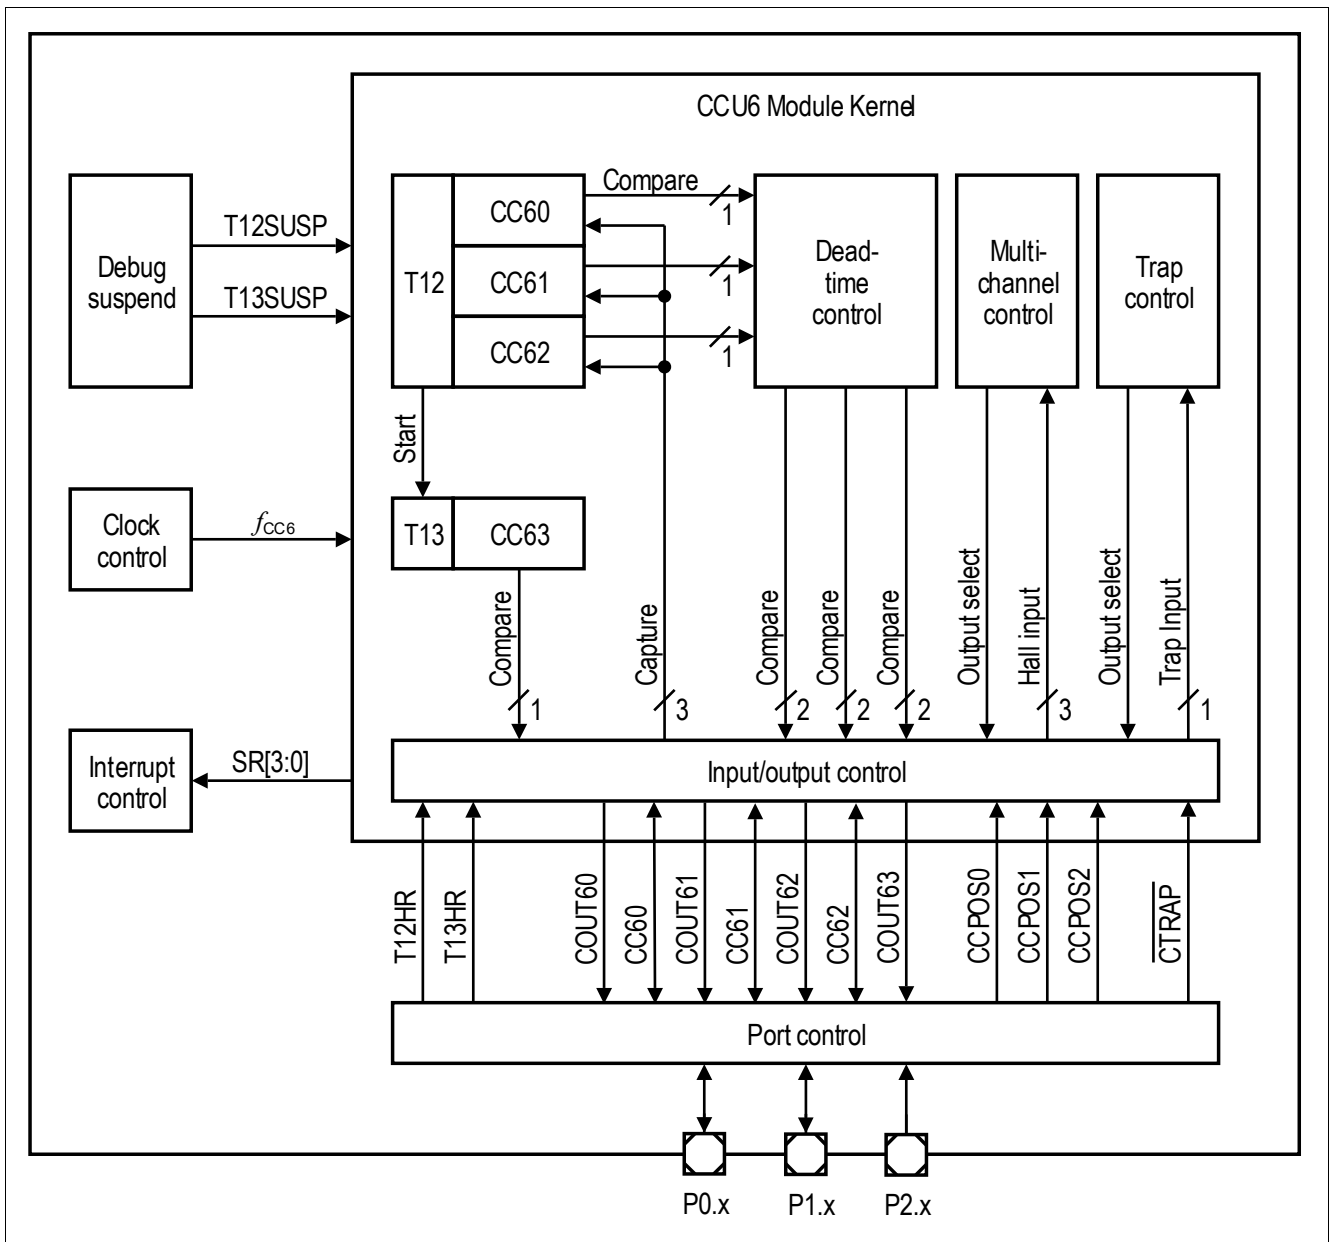 CCU6 Module Kernel
Debug
suspend
T12SUSP
T13SUSP
T12
CC60
CC61
CC62
Compare
1
1
1
Dead-
time
control
Multi-
channel
control
Trap
control
Start
T13
CC63
Clock
control
fCC6
Compare
1
Capture
3
Compare
2
Compare
2
Compare
2
Output select
Hall input
3
Output select
Trap Input
1
Interrupt
control
SR[3:0]
Input/output control
T12HR
T13HR
COUT60
CC60
COUT61
CC61
COUT62
CC62
COUT63
CCPOS0
CCPOS1
CCPOS2
CTRAP
Port control
P0.x
P1.x
P2.x